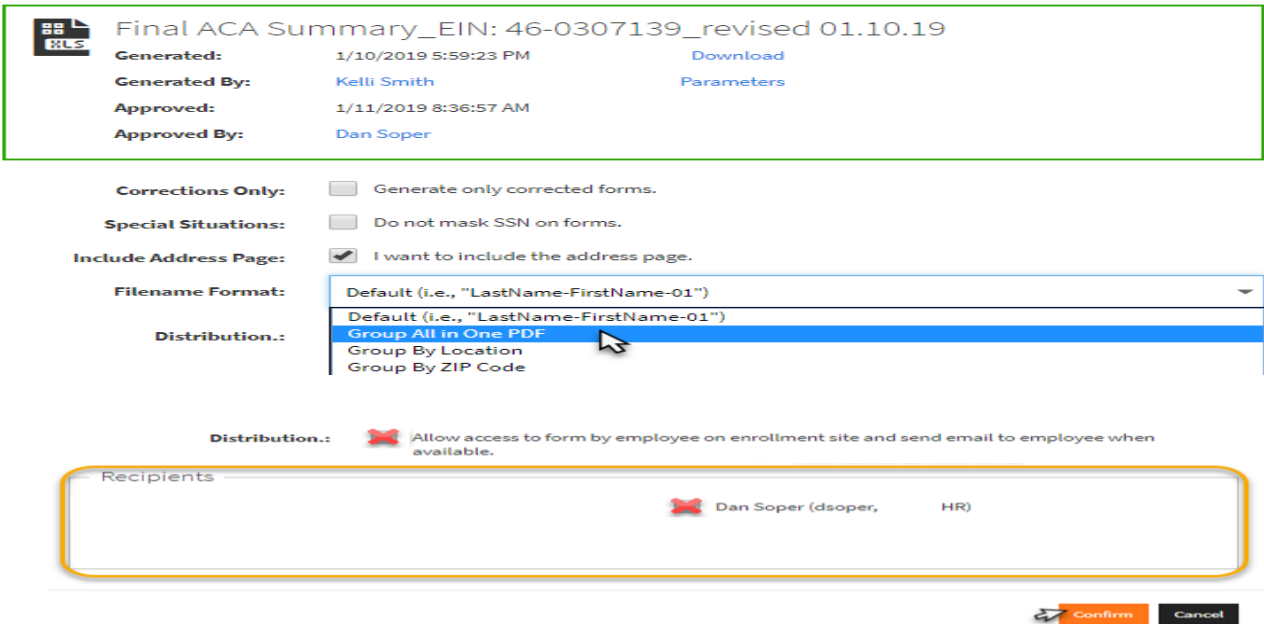 XLS
Final ACA Summary_EIN: 46-0307139_revised 01.10.19
Generated: 1/10/2019 5:59:23 PM Download
Generated By: Kelli Smith Parameters
Approved: 1/11/2019 8:36:57 AM
Approved By: Dan Soper
Corrections Only: Generate only corrected forms.
Special Situations: Do not mask SSN on forms.
Include Address Page: I want to include the address page.
Filename Format: Default (i.e., "LastName-FirstName-01")
Default (i.e., "LastName-FirstName-01")
Distribution.: Group All in One PDF
Group By Location
Group By ZIP Code
Distribution.: Allow access to form by employee on enrollment site and send email to employee when
available.
Recipients
Dan Soper (dsoper, HR)
Confirm Cancel